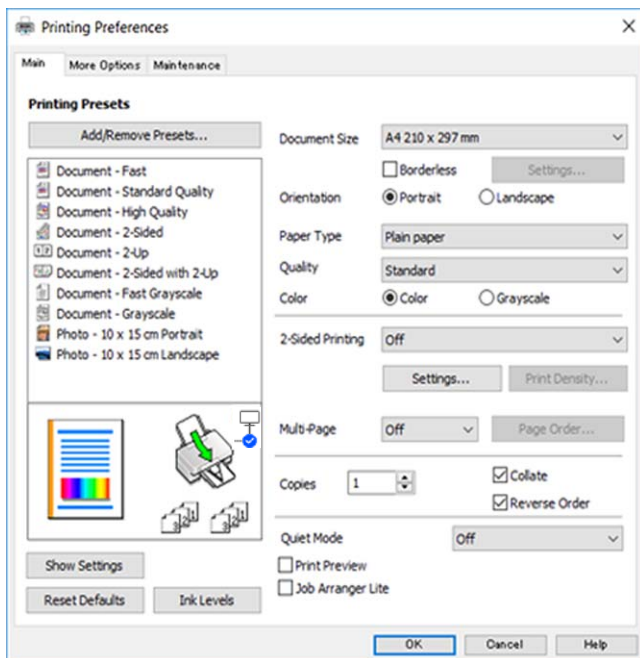 Printing Preferences
Main More Options Maintenance
Printing Presets
Add/Remove Presets...
Document - Fast
Document - Standard Quality
Document - High Quality
Document - 2-Sided
Document - 2-Up
Document - 2-Sided with 2-Up
Document - Fast Grayscale
Document - Grayscale
Photo - 10 x 15 cm Portrait
Photo - 10 x 15 cm Landscape
Show Settings
Reset Defaults Ink Levels
Document Size A4 210 x 297 mm
Borderless Settings...
Orientation Portrait Landscape
Paper Type Plain paper
Quality Standard
Color Color Grayscale
2-Sided Printing Off
Settings... Print Density...
Multi-Page Off Page Order...
Copies 1 Collate
Reverse Order
Quiet Mode Off
Print Preview
Job Arranger Lite
OK Cancel Help